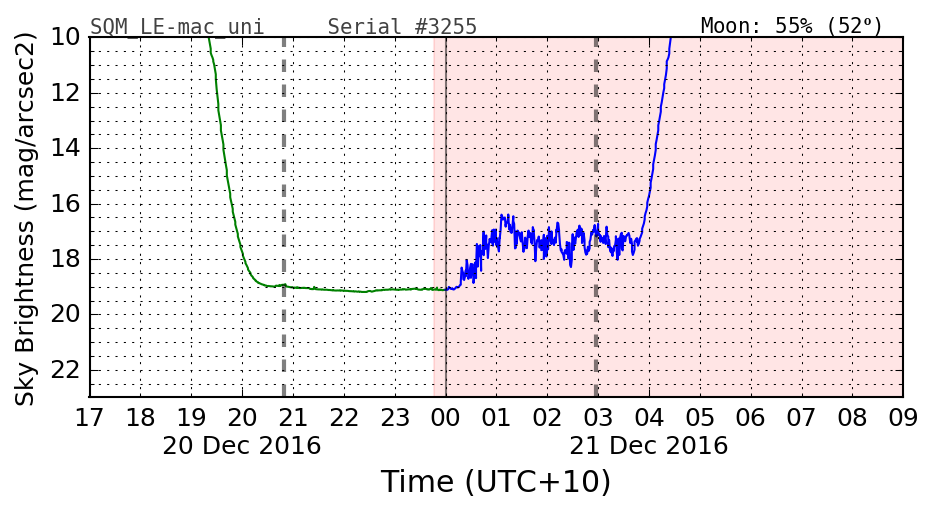 SQM_LE-mac_uni Serial #3255 Moon: 55% (52º)
Sky Brightness (mag/arcsec2)
10
12
14
16
18
20
22
17 18 19 20 21 22 23 00 01 02 03 04 05 06 07 08 09
20 Dec 2016 21 Dec 2016
Time (UTC+10)